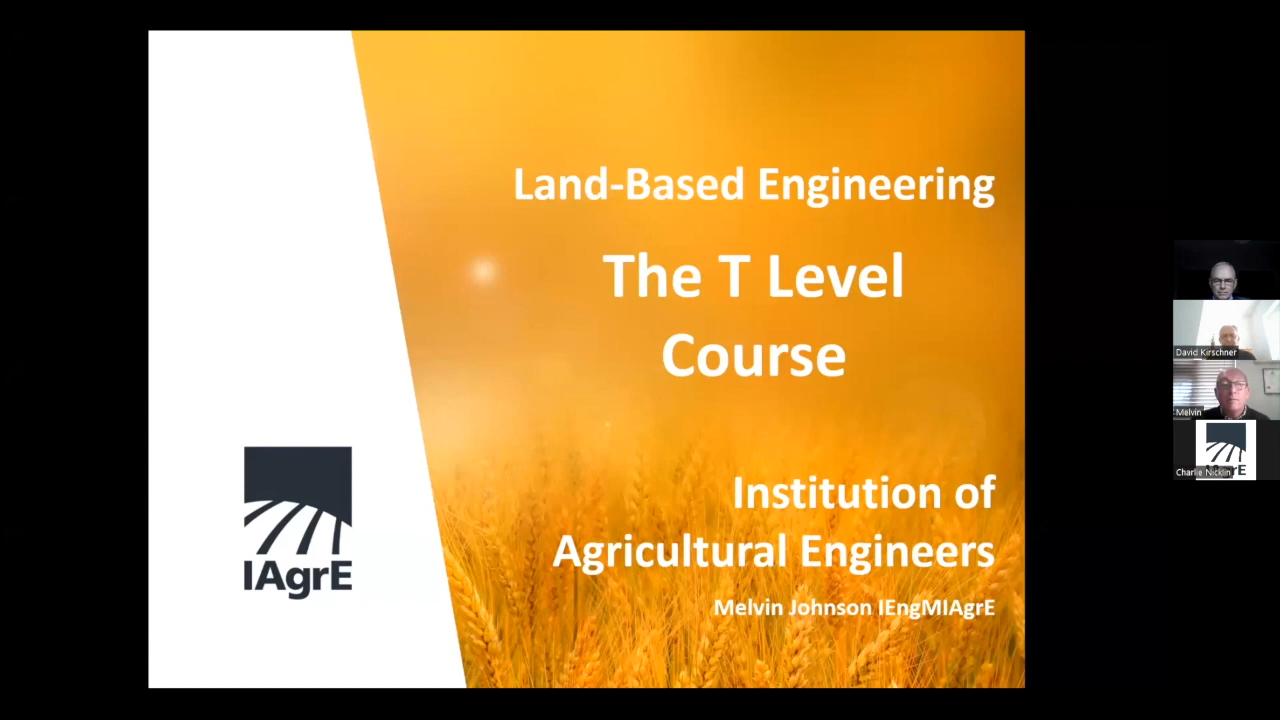 Land-Based Engineering
The T Level
Course
Institution of
Agricultural Engineers
Melvin Johnson IEngMIAgrE
IAgrE
David Kirschner
Melvin
Charlie Nicklin